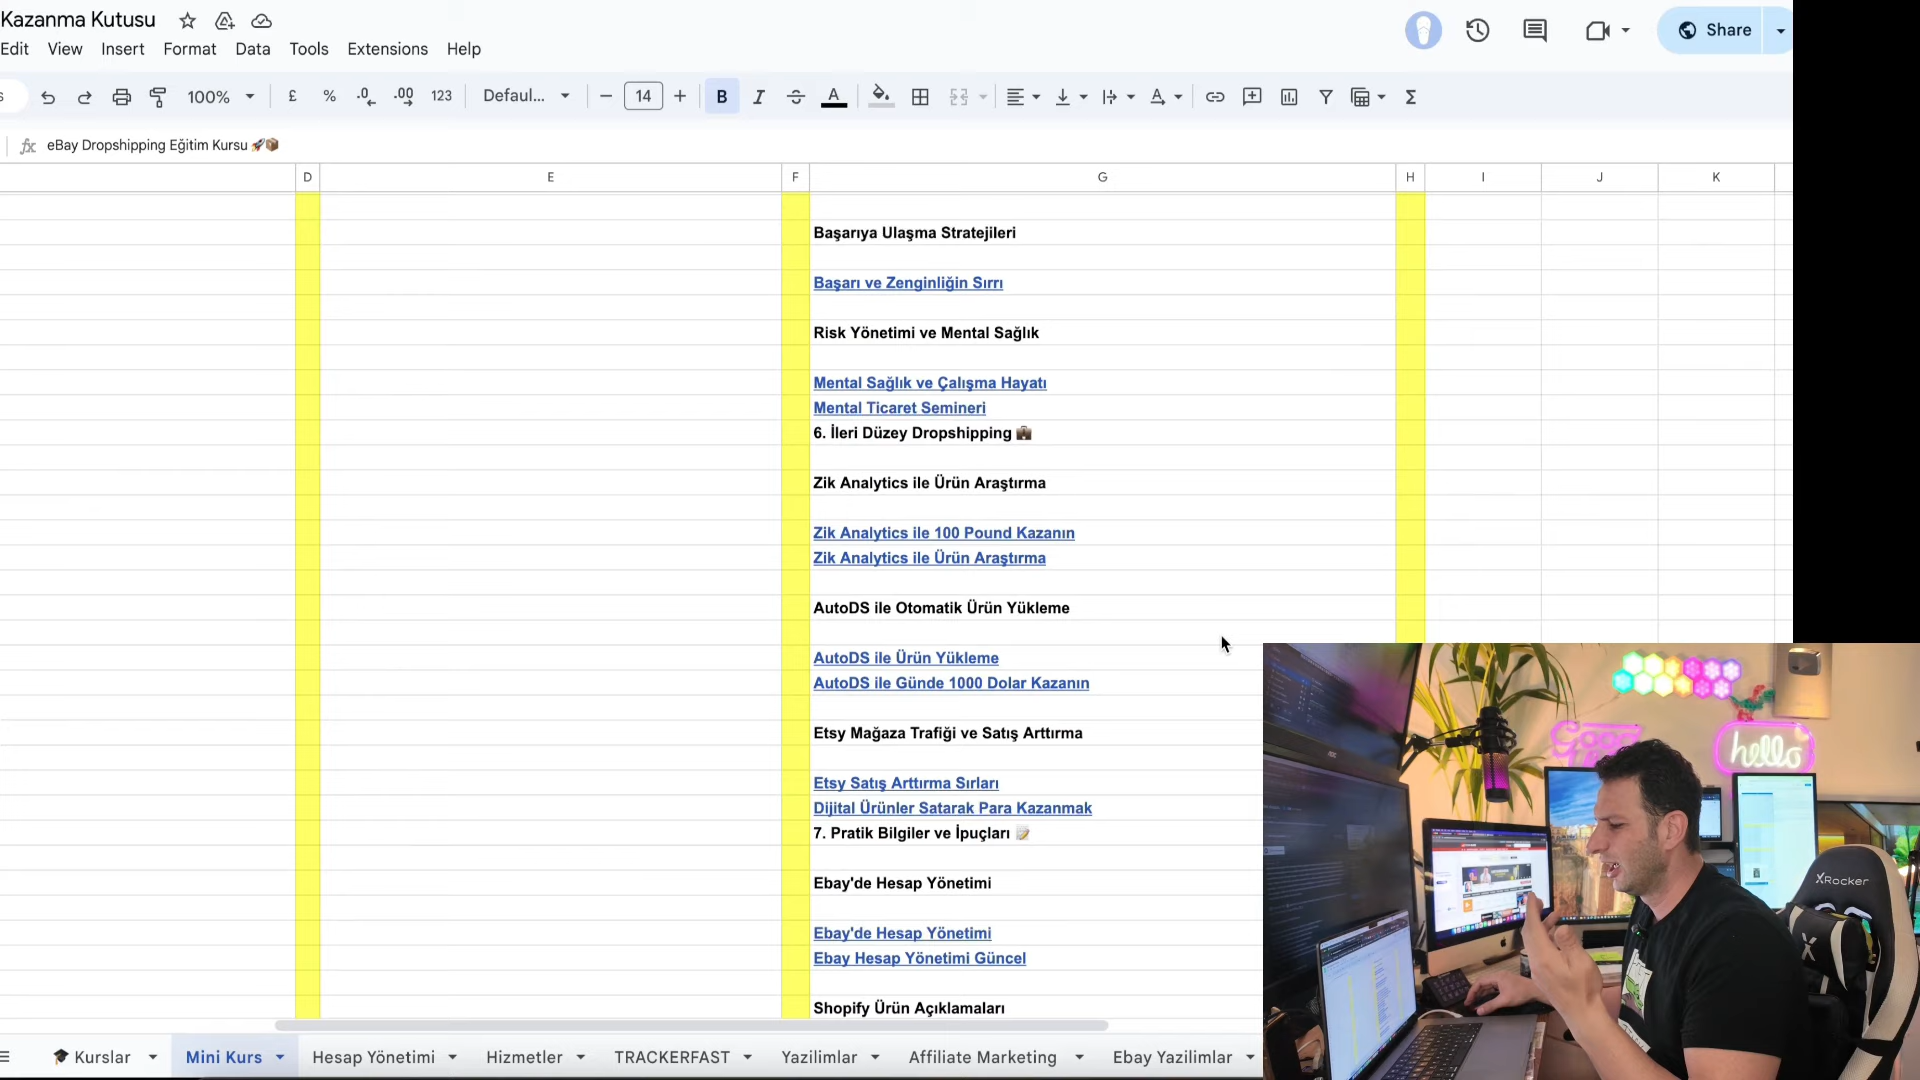 Kazanma Kutusu
Edit View Insert Format Data Tools Extensions Help
Share
100% £ % .0 .00 123 Defaul... 14 B I A Σ
fx eBay Dropshipping Eğitim Kursu 🚀📦
D E F G H I J K
Başarıya Ulaşma Stratejileri
Başarı ve Zenginliğin Sırrı
Risk Yönetimi ve Mental Sağlık
Mental Sağlık ve Çalışma Hayatı
Mental Ticaret Semineri
6. İleri Düzey Dropshipping 💼
Zik Analytics ile Ürün Araştırma
Zik Analytics ile 100 Pound Kazanın
Zik Analytics ile Ürün Araştırma
AutoDS ile Otomatik Ürün Yükleme
AutoDS ile Ürün Yükleme
AutoDS ile Günde 1000 Dolar Kazanın
Etsy Mağaza Trafiği ve Satış Arttırma
Etsy Satış Arttırma Sırları
Dijital Ürünler Satarak Para Kazanmak
7. Pratik Bilgiler ve İpuçları 📝
Ebay'de Hesap Yönetimi
Ebay'de Hesap Yönetimi
Ebay Hesap Yönetimi Güncel
Shopify Ürün Açıklamaları
🎓 Kurslar Mini Kurs Hesap Yönetimi Hizmetler TRACKERFAST Yazilimlar Affiliate Marketing Ebay Yazilimlar
Good
hello
XRocker